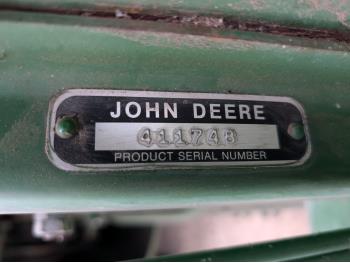 JOHN DEERE
411748
PRODUCT SERIAL NUMBER